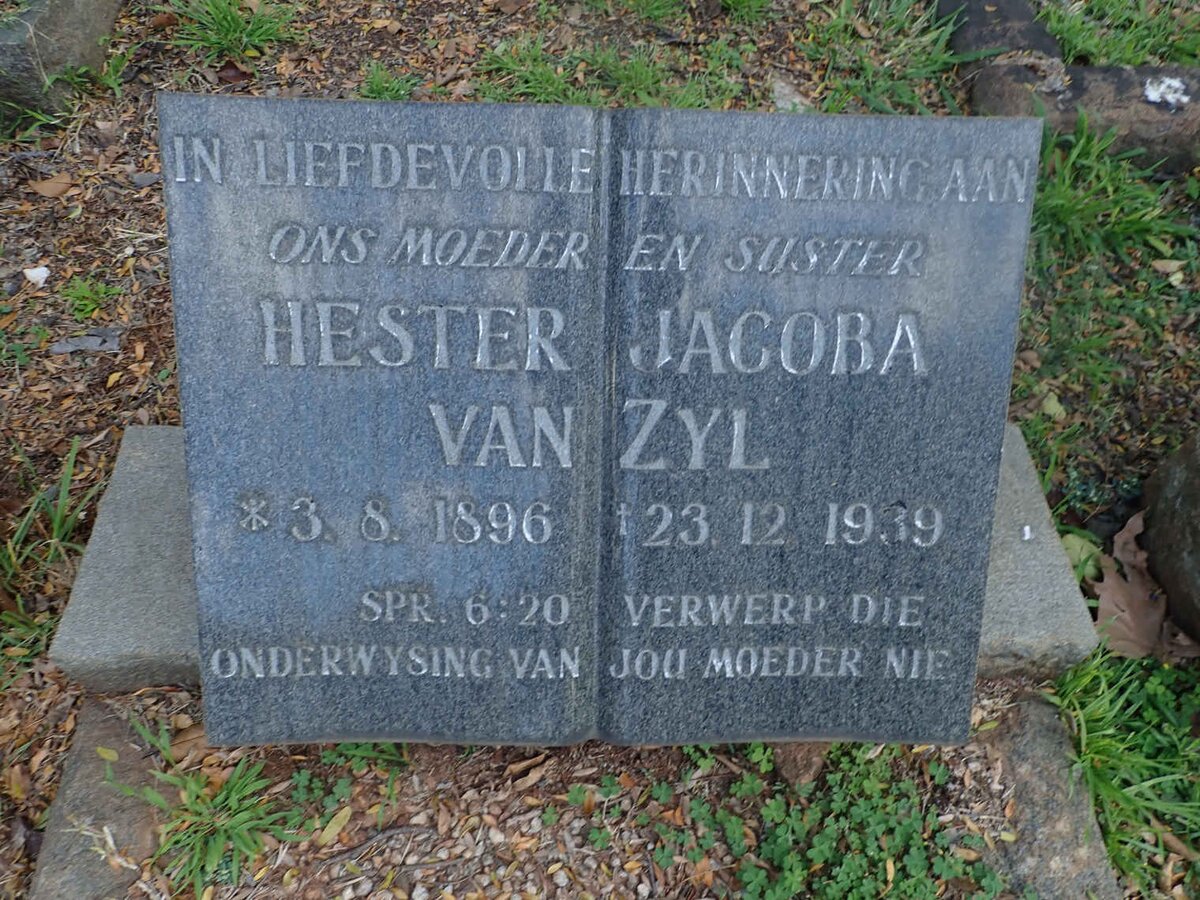 IN LIEFDEVOLLE HERINNERING AAN
ONS MOEDER EN SUSTER
HESTER JACOBA
VAN ZYL
* 3. 8. 1896 † 23. 12. 1939
SPR. 6:20 VERWERP DIE
ONDERWYSING VAN JOU MOEDER NIE